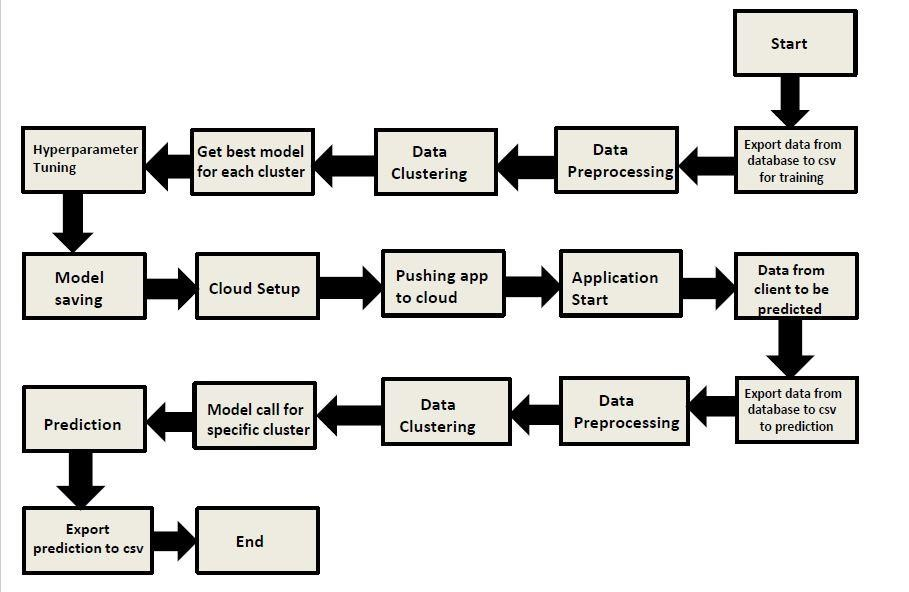 Start
Export data from
database to csv
for training
Data
Preprocessing
Data
Clustering
Get best model
for each cluster
Hyperparameter
Tuning
Model
saving
Cloud Setup
Pushing app
to cloud
Application
Start
Data from
client to be
predicted
Export data from
database to csv
to prediction
Data
Preprocessing
Data
Clustering
Model call for
specific cluster
Prediction
Export
prediction to csv
End